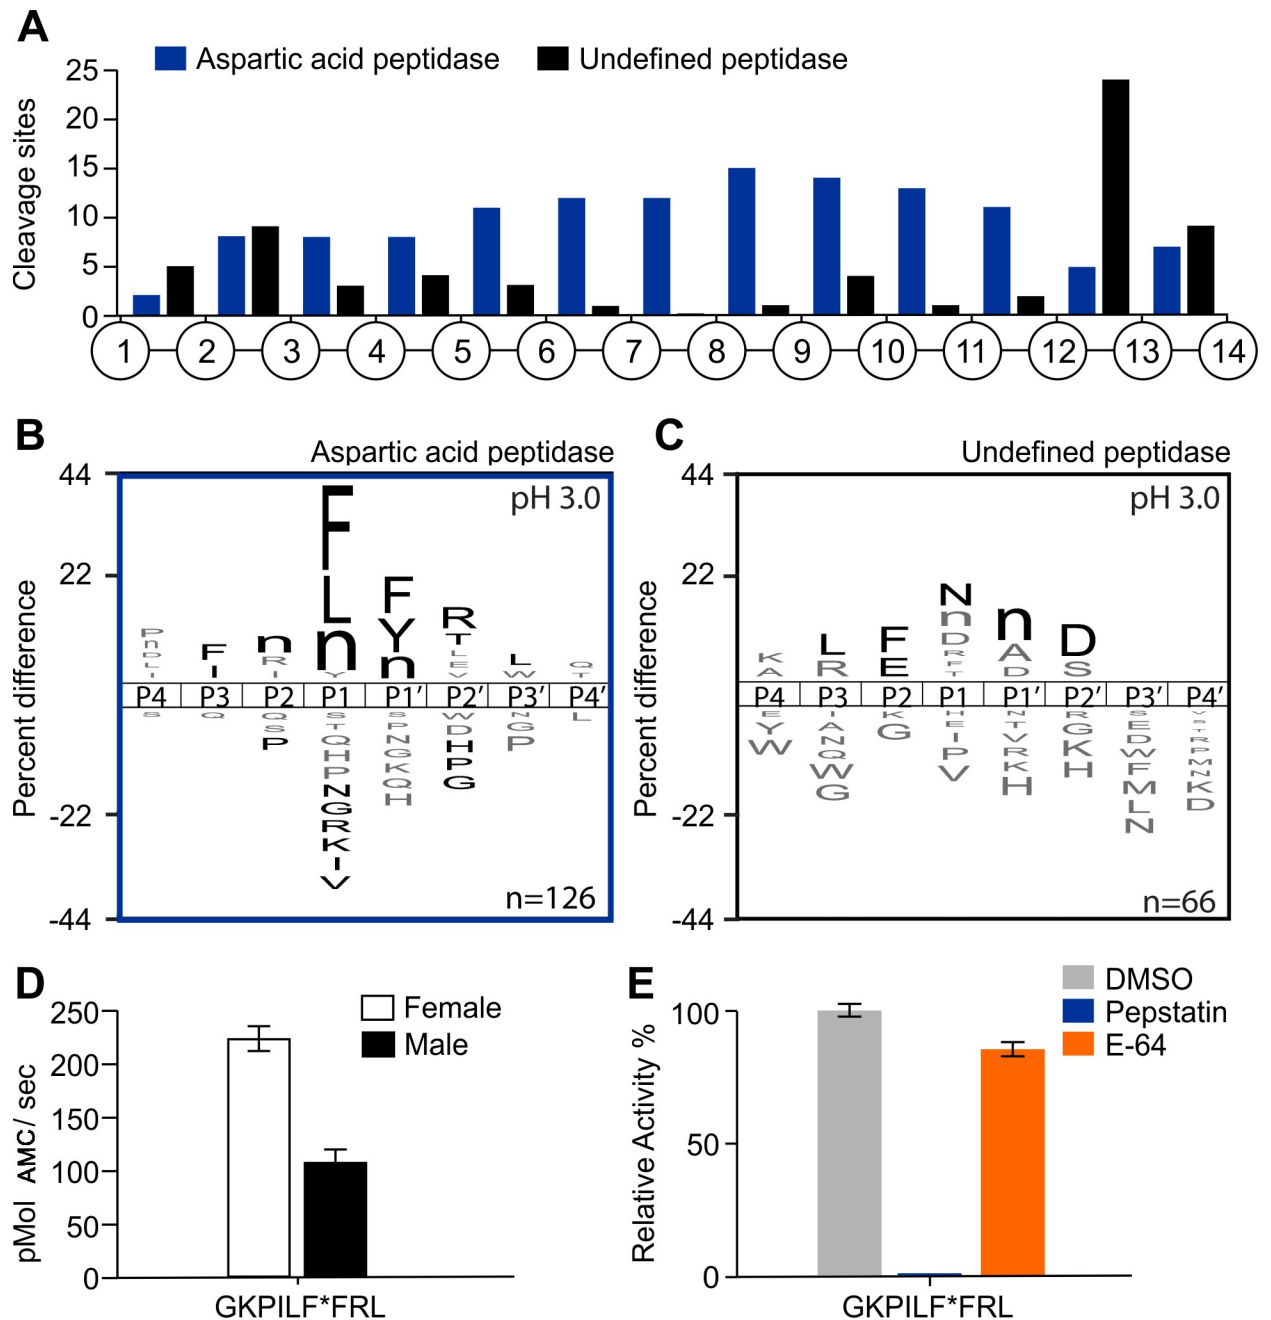 A
Aspartic acid peptidase
Undefined peptidase
Cleavage sites
25
20
15
10
5
0
1 2 3 4 5 6 7 8 9 10 11 12 13 14
B
Aspartic acid peptidase
pH 3.0
Percent difference
44
22
-22
-44
P4 P3 P2 P1 P1′ P2′ P3′ P4′
n=126
C
Undefined peptidase
pH 3.0
Percent difference
44
22
-22
-44
P4 P3 P2 P1 P1′ P2′ P3′ P4′
n=66
D
Female
Male
pMol AMC/ sec
250
200
150
100
50
0
GKPILF*FRL
E
DMSO
Pepstatin
E-64
Relative Activity %
100
50
0
GKPILF*FRL